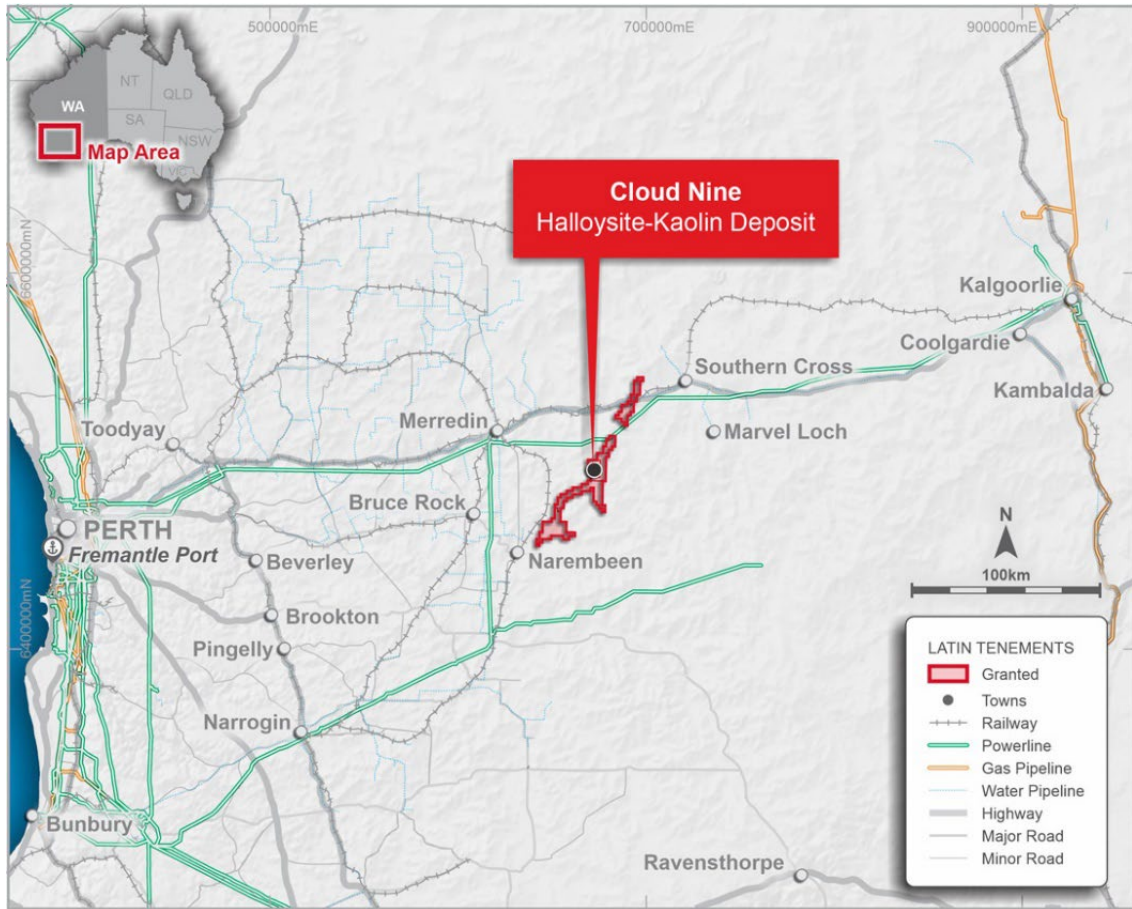 500000mE
700000mE
900000mE
NT
QLD
WA
SA
NSW
VIC
Map Area
Cloud Nine
Halloysite-Kaolin Deposit
6600000mN
Kalgoorlie
Coolgardie
Southern Cross
Kambalda
Merredin
Toodyay
Marvel Loch
Bruce Rock
PERTH
Fremantle Port
Narembeen
Beverley
N
100km
Brookton
6400000mN
Pingelly
Narrogin
Bunbury
Ravensthorpe
LATIN TENEMENTS
Granted
Towns
Railway
Powerline
Gas Pipeline
Water Pipeline
Highway
Major Road
Minor Road